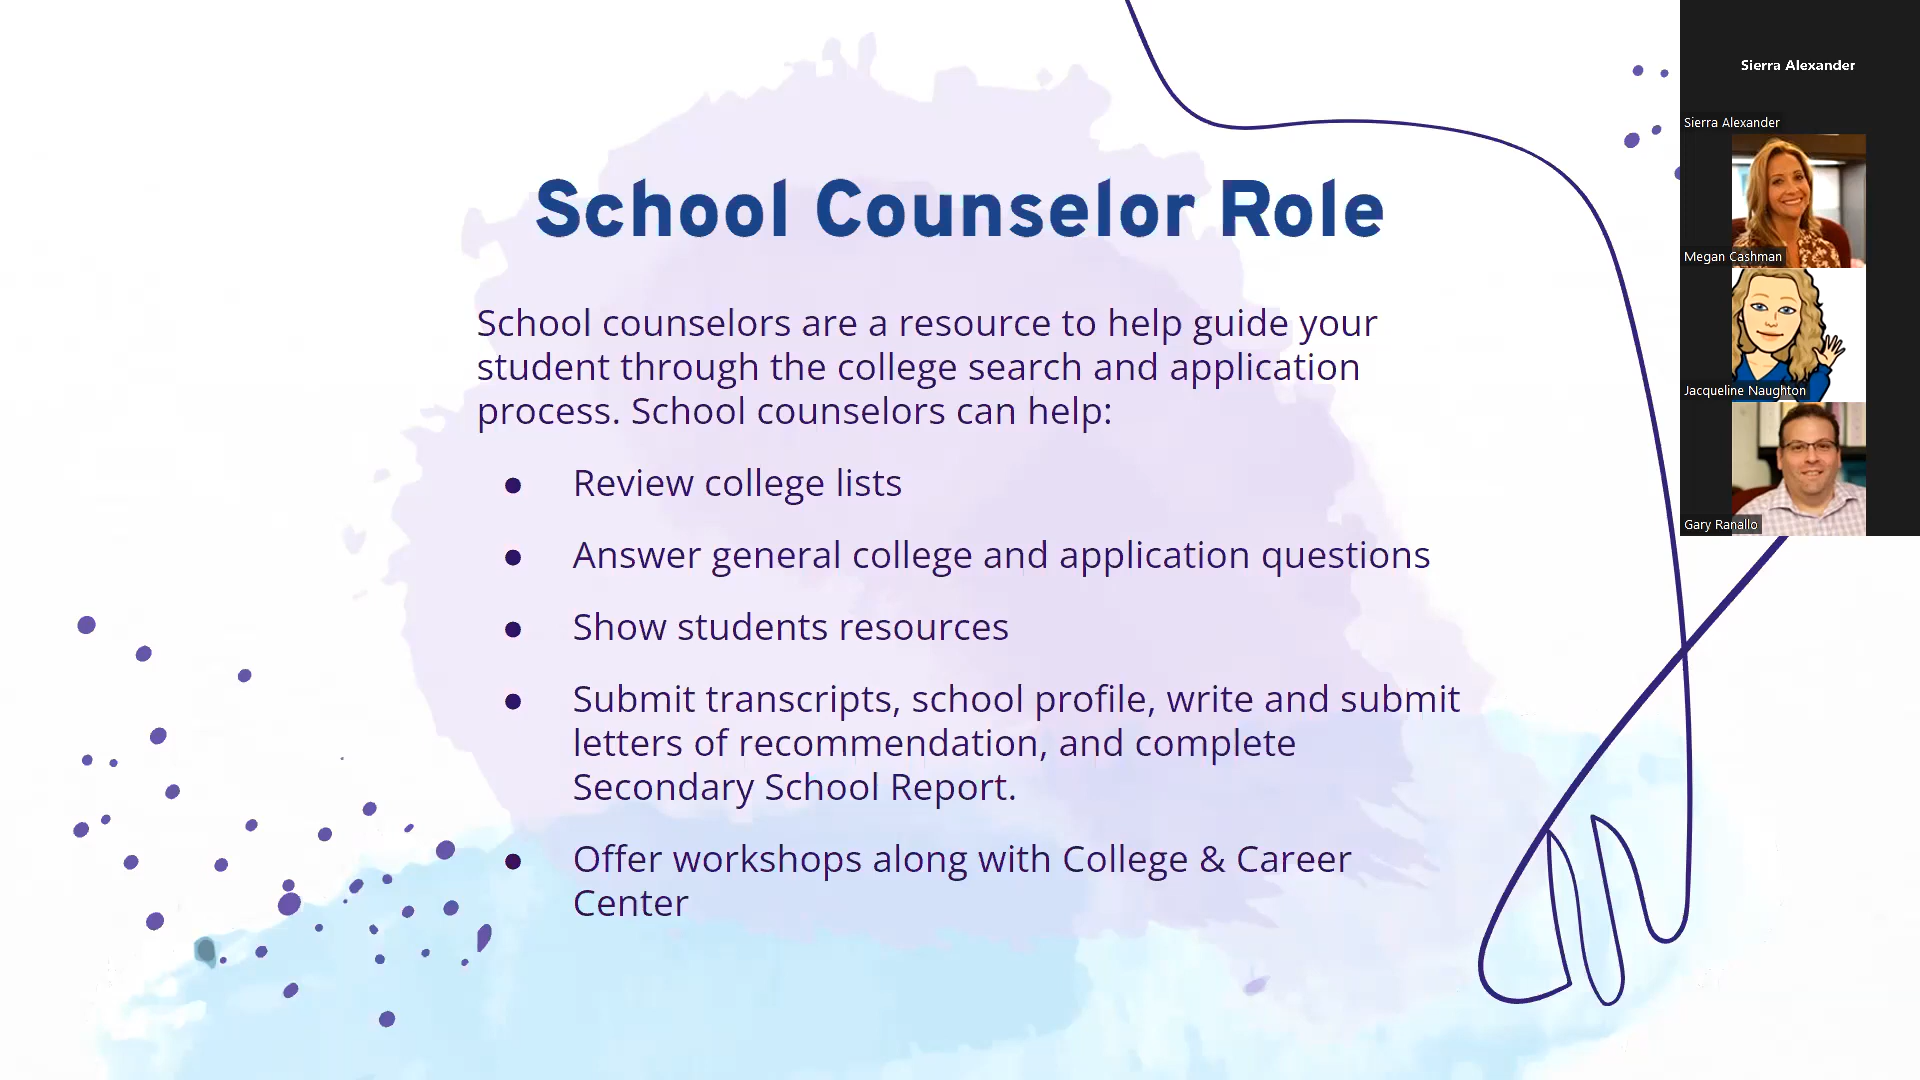 School Counselor Role
School counselors are a resource to help guide your
student through the college search and application
process. School counselors can help:
● Review college lists
● Answer general college and application questions
● Show students resources
● Submit transcripts, school profile, write and submit
letters of recommendation, and complete
Secondary School Report.
● Offer workshops along with College & Career
Center
Sierra Alexander
Sierra Alexander
Megan Cashman
Jacqueline Naughton
Gary Ranallo